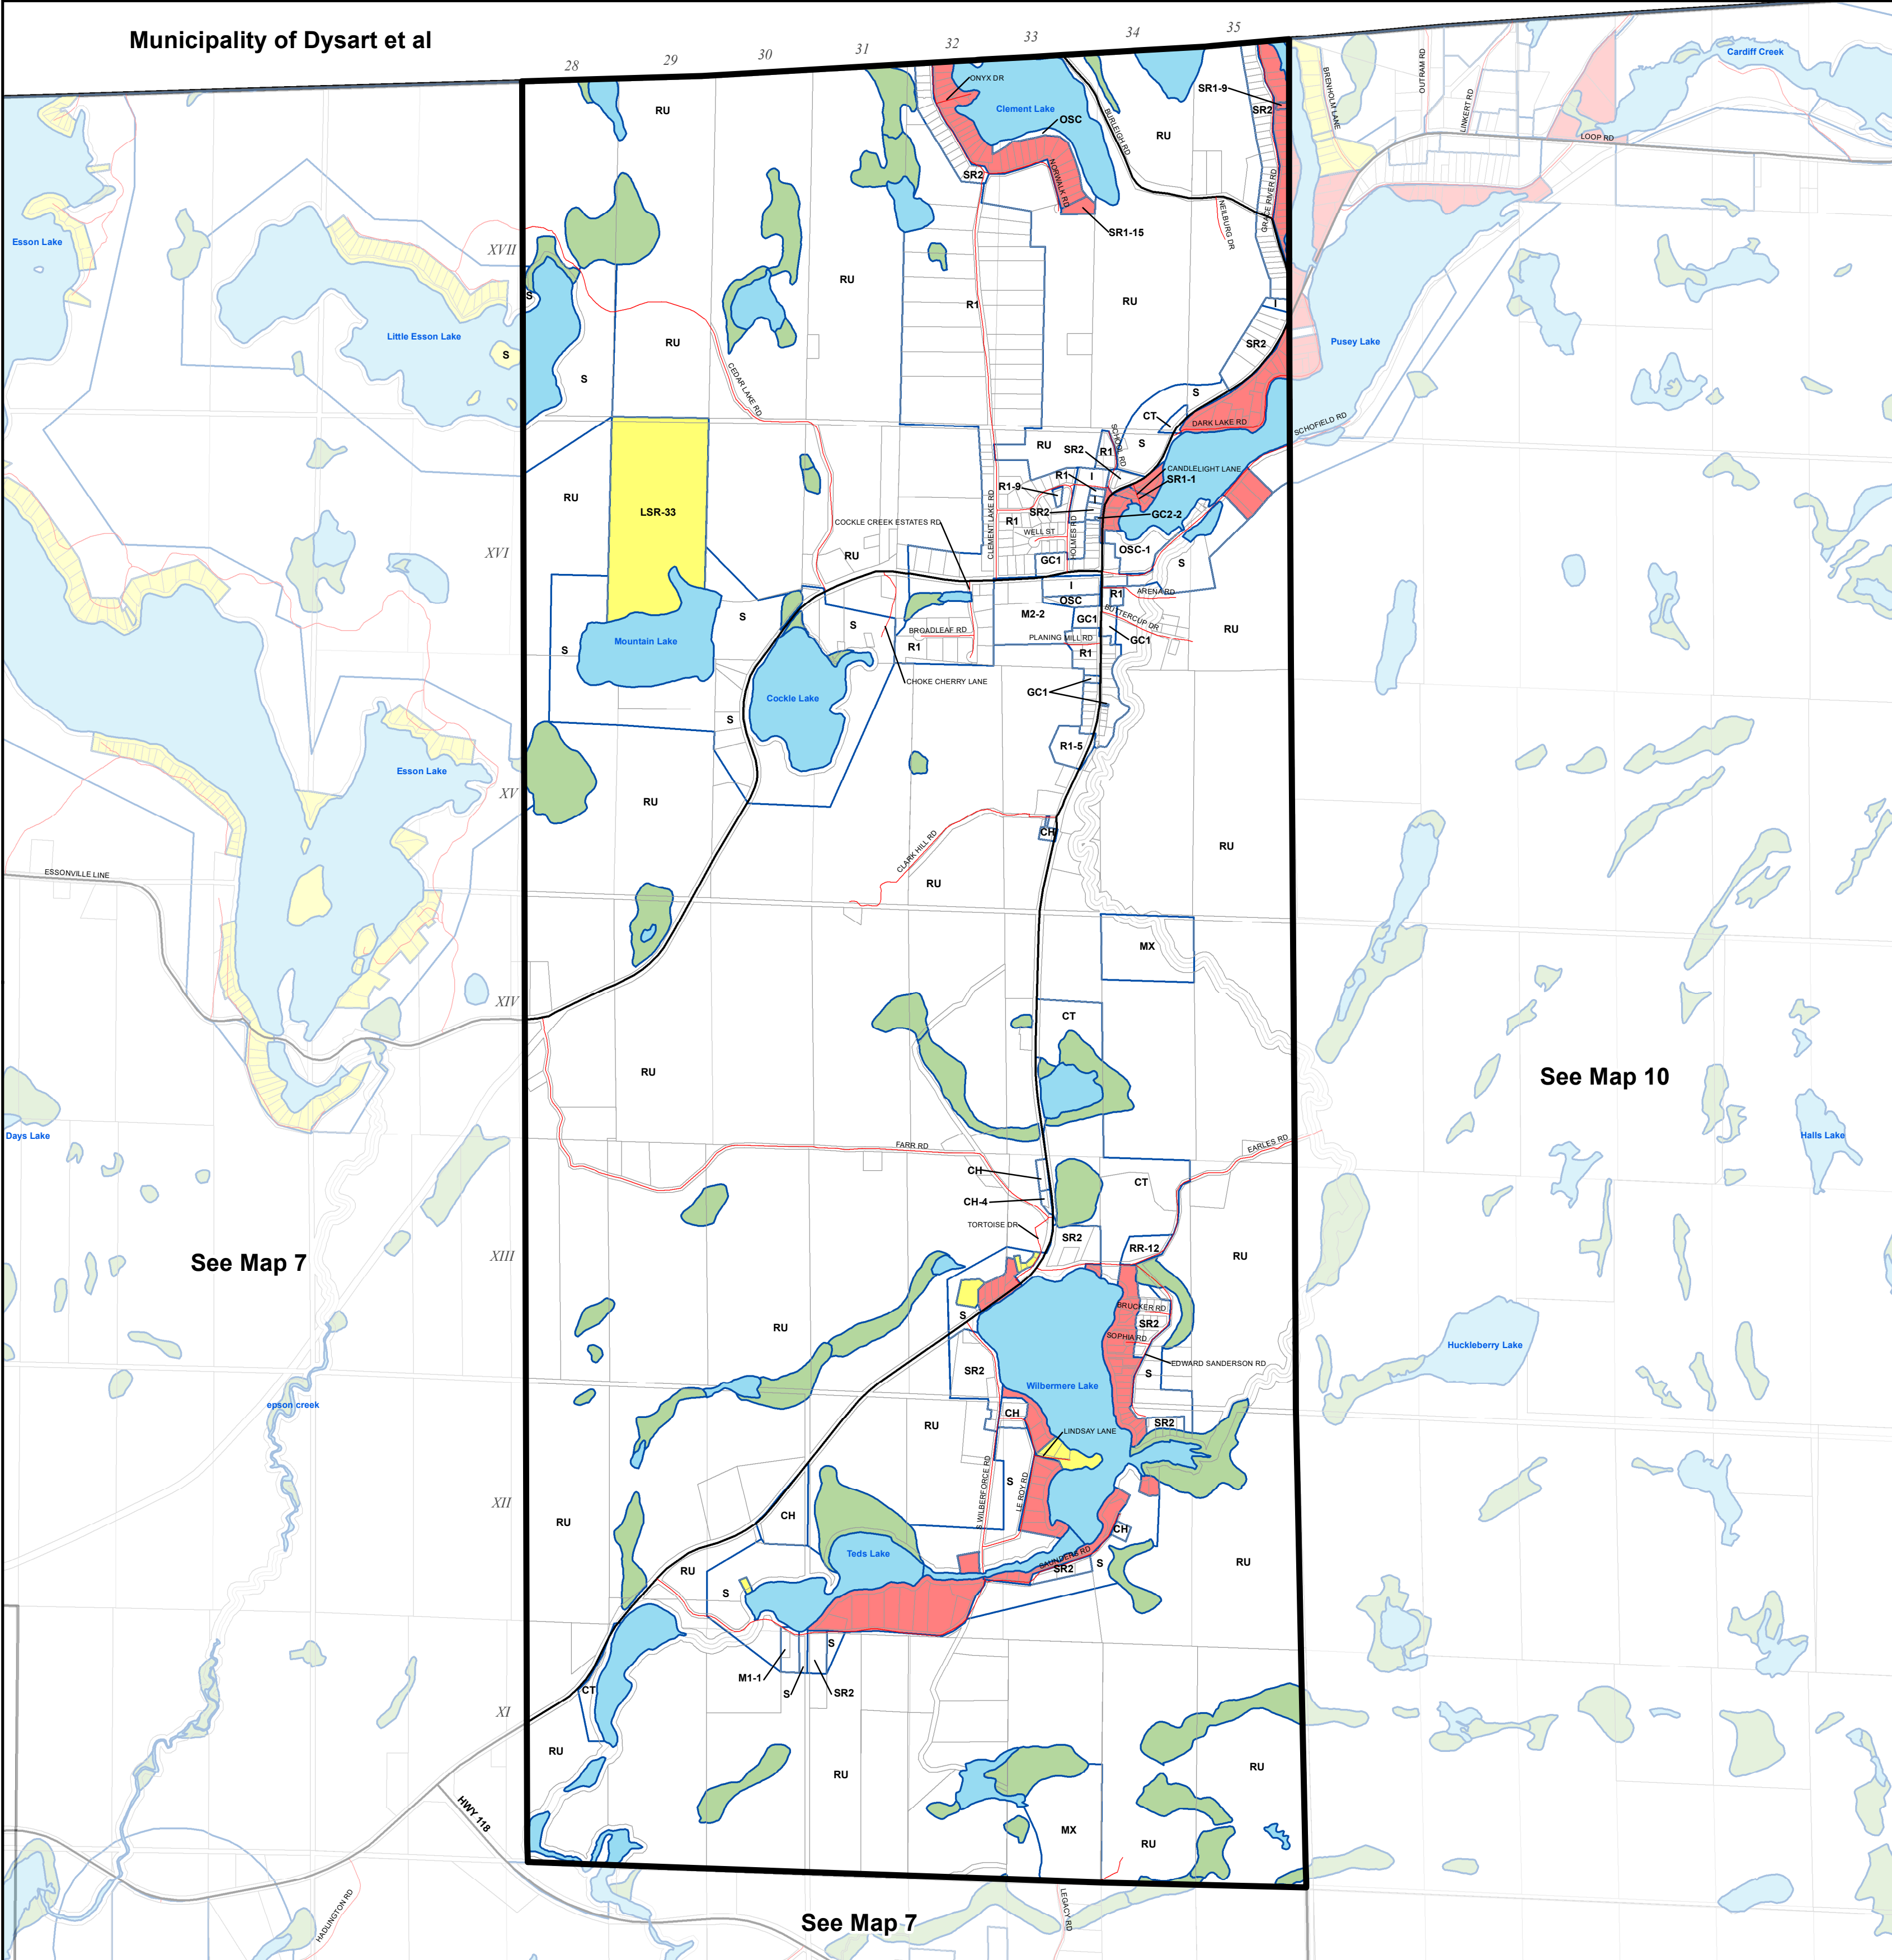 Municipality of Dysart et al
28
29
30
31
32
33
34
35
Cardiff Creek
OUTRAM RD
LINKERT RD
LOOP RD
BRENHOLM LANE
ONYX DR
Clement Lake
OSC
BURLEIGH RD
SR1-9
SR2
RU
RU
SR2
NORWALK RD
SR1-15
NEILBURG DR
GRACE RIVER RD
Esson Lake
XVII
S
Little Esson Lake
S
RU
R1
RU
I
SR2
Pusey Lake
RU
S
CEDAR LAKE RD
S
CT
DARK LAKE RD
SCHOFIELD RD
RU
SR2
R1
SCHOOL RD
S
CANDLELIGHT LANE
SR1-1
R1
I
R1-9
I
SR2
GC2-2
RU
LSR-33
COCKLE CREEK ESTATES RD
CLEMENT LAKE RD
R1
WELL ST
HOLMES RD
XVI
RU
GC1
OSC-1
S
I
OSC
R1
ARENA RD
M2-2
GC1
BUTTERCUP DR
RU
S
S
BROADLEAF RD
R1
PLANING MILL RD
GC1
R1
Mountain Lake
S
CHOKE CHERRY LANE
Cockle Lake
GC1
S
R1-5
Esson Lake
XV
RU
CLARK HILL RD
CH
RU
ESSONVILLE LINE
RU
MX
XIV
CT
RU
See Map 10
Days Lake
Halls Lake
FARR RD
EARLES RD
CH
CT
CH-4
TORTOISE DR
SR2
RR-12
See Map 7
XIII
RU
S
RU
BRUCKER RD
SR2
SOPHIA RD
Huckleberry Lake
EDWARD SANDERSON RD
SR2
S
Wilbermere Lake
epson creek
CH
RU
SR2
LINDSAY LANE
S WILBERFORCE RD
S
LE ROY RD
XII
RU
CH
CH
Teds Lake
SAUNDERS RD
SR2
S
RU
RU
S
S
M1-1
S
SR2
CT
XI
RU
RU
RU
HWY 118
MX
RU
HADLINGTON RD
LEGACY RD
See Map 7